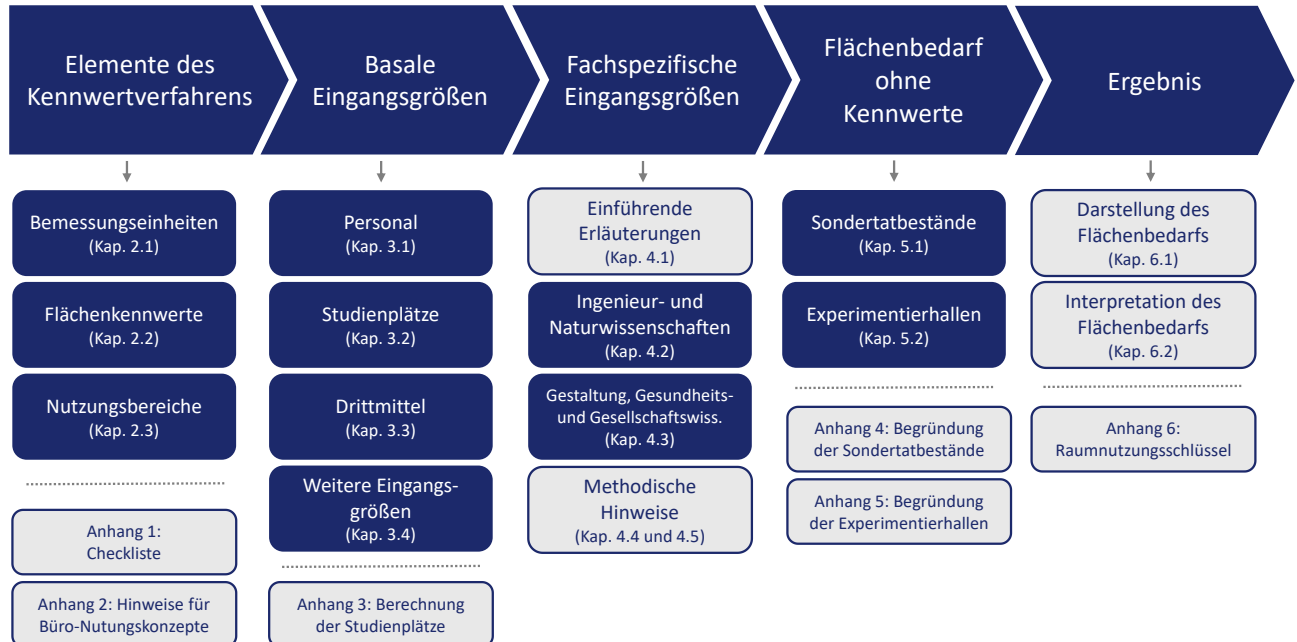 Elemente des
Kennwertverfahrens
Basale
Eingangsgrößen
Fachspezifische
Eingangsgrößen
Flächenbedarf
ohne
Kennwerte
Ergebnis
Bemessungseinheiten
(Kap. 2.1)
Flächenkennwerte
(Kap. 2.2)
Nutzungsbereiche
(Kap. 2.3)
Anhang 1:
Checkliste
Anhang 2: Hinweise für
Büro-Nutungskonzepte
Personal
(Kap. 3.1)
Studienplätze
(Kap. 3.2)
Drittmittel
(Kap. 3.3)
Weitere Eingangs-
größen
(Kap. 3.4)
Anhang 3: Berechnung
der Studienplätze
Einführende
Erläuterungen
(Kap. 4.1)
Ingenieur- und
Naturwissenschaften
(Kap. 4.2)
Gestaltung, Gesundheits-
und Gesellschaftwiss.
(Kap. 4.3)
Methodische
Hinweise
(Kap. 4.4 und 4.5)
Sondertatbestände
(Kap. 5.1)
Experimentierhallen
(Kap. 5.2)
Anhang 4: Begründung
der Sondertatbestände
Anhang 5: Begründung
der Experimentierhallen
Darstellung des
Flächenbedarfs
(Kap. 6.1)
Interpretation des
Flächenbedarfs
(Kap. 6.2)
Anhang 6:
Raumnutzungsschlüssel